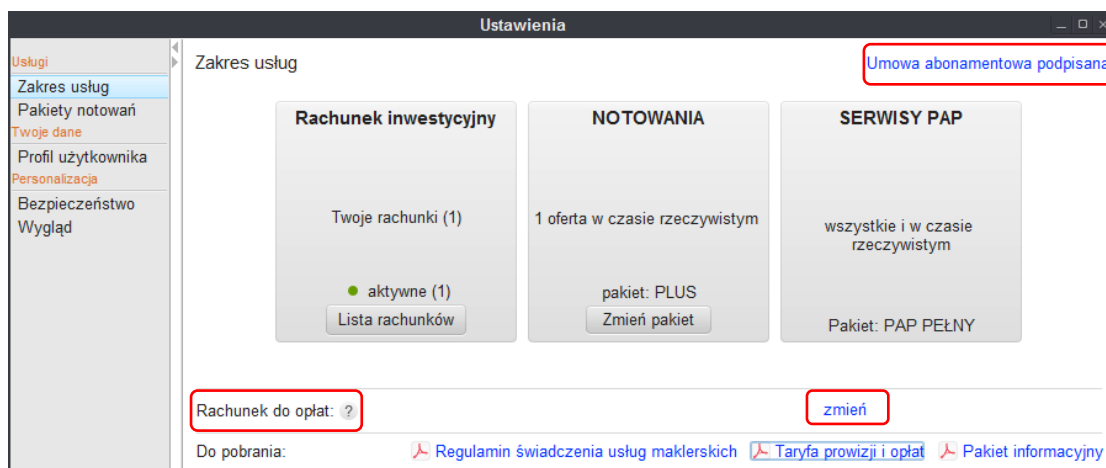 Ustawienia
Usługi
Zakres usług
Pakiety notowań
Twoje dane
Profil użytkownika
Personalizacja
Bezpieczeństwo
Wygląd
Zakres usług
Umowa abonamentowa podpisana
Rachunek inwestycyjny
Twoje rachunki (1)
aktywne (1)
Lista rachunków
NOTOWANIA
1 oferta w czasie rzeczywistym
pakiet: PLUS
Zmień pakiet
SERWISY PAP
wszystkie i w czasie
rzeczywistym
Pakiet: PAP PEŁNY
Rachunek do opłat: ?
zmień
Do pobrania:
Regulamin świadczenia usług maklerskich
Taryfa prowizji i opłat
Pakiet informacyjny